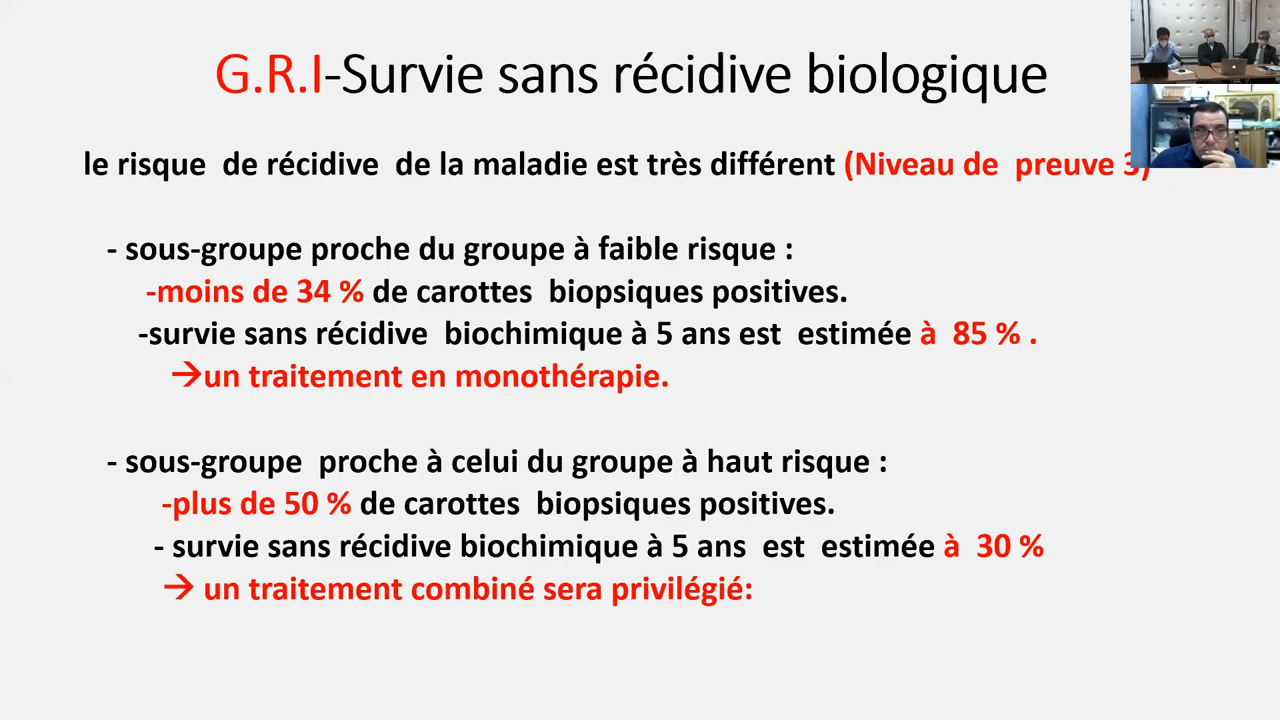 G.R.I-Survie sans récidive biologique
le risque de récidive de la maladie est très différent (Niveau de preuve 3)
- sous-groupe proche du groupe à faible risque :
-moins de 34 % de carottes biopsiques positives.
-survie sans récidive biochimique à 5 ans est estimée à 85 % .
→un traitement en monothérapie.
- sous-groupe proche à celui du groupe à haut risque :
-plus de 50 % de carottes biopsiques positives.
- survie sans récidive biochimique à 5 ans est estimée à 30 %
→ un traitement combiné sera privilégié: